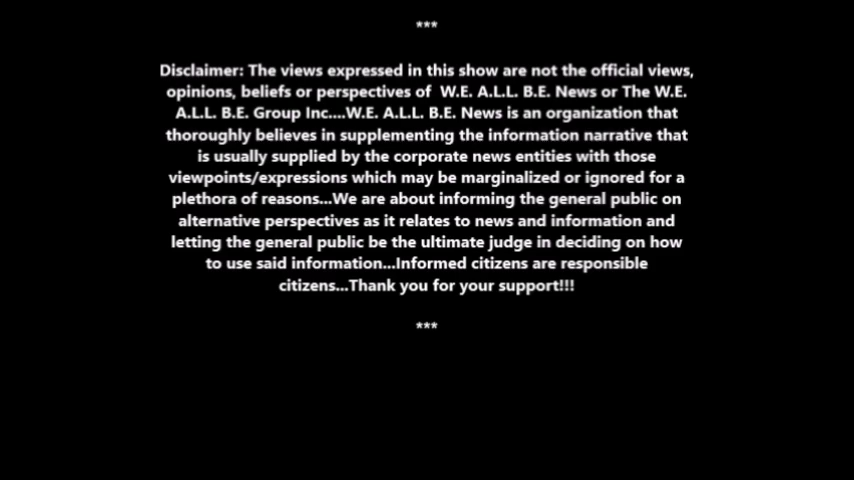 ***
Disclaimer: The views expressed in this show are not the official views,
opinions, beliefs or perspectives of  W.E. A.L.L. B.E. News or The W.E.
A.L.L. B.E. Group Inc....W.E. A.L.L. B.E. News is an organization that
thoroughly believes in supplementing the information narrative that
is usually supplied by the corporate news entities with those
viewpoints/expressions which may be marginalized or ignored for a
plethora of reasons...We are about informing the general public on
alternative perspectives as it relates to news and information and
letting the general public be the ultimate judge in deciding on how
to use said information...Informed citizens are responsible
citizens...Thank you for your support!!!
***